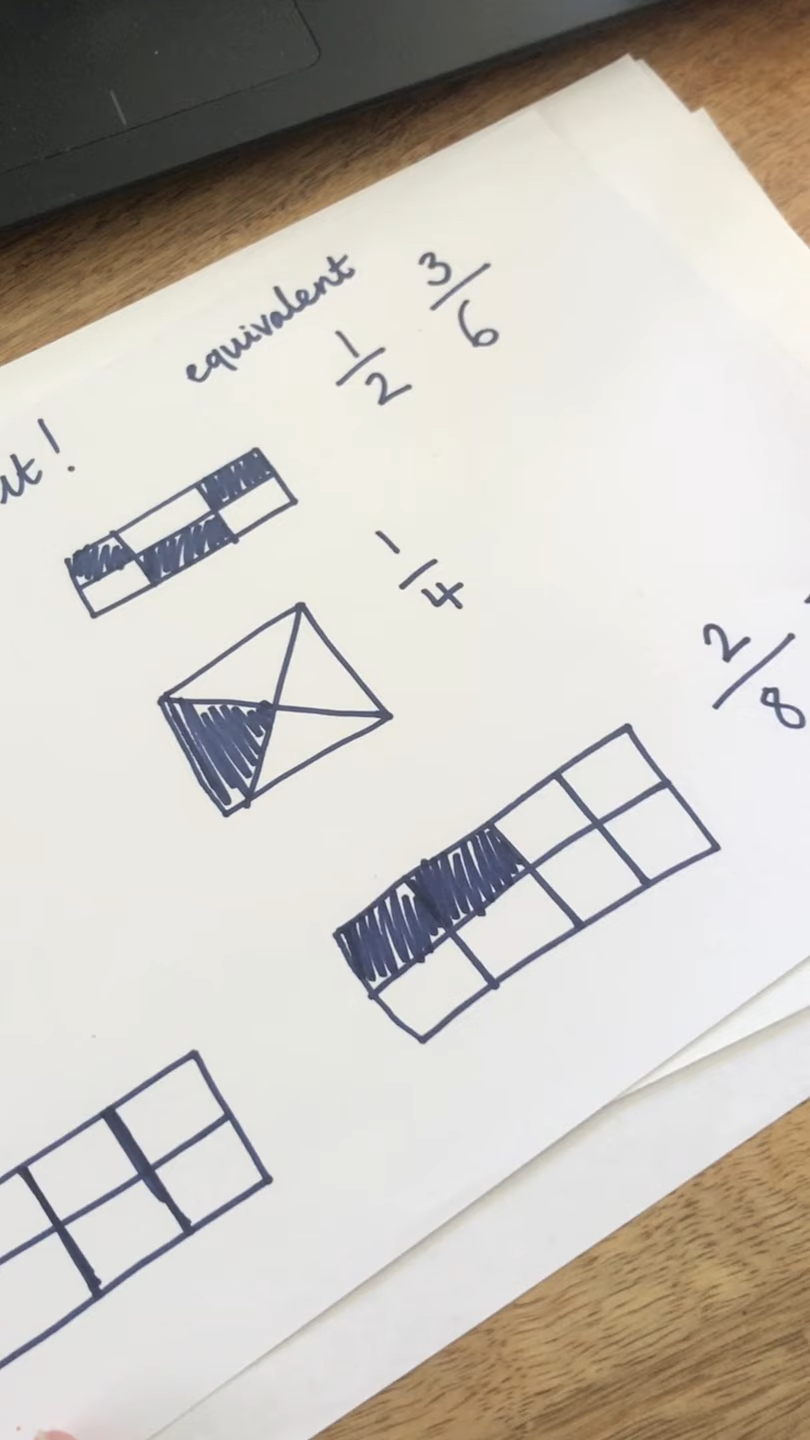 equivalent
1/2 3/6
!
1/4
2/8